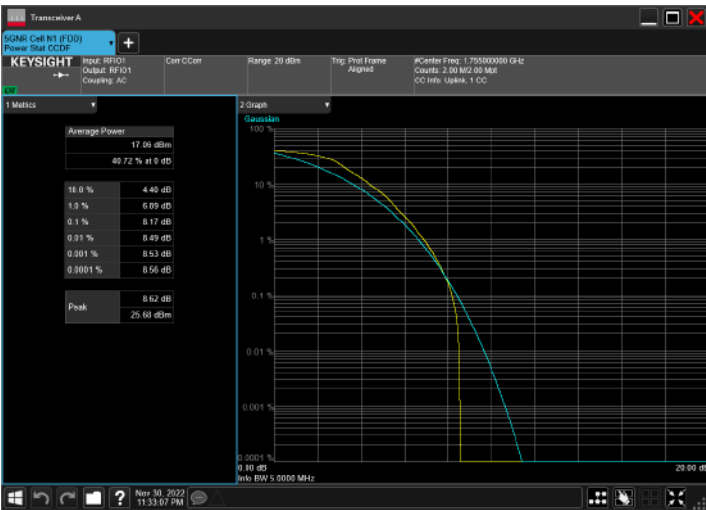 Transceiver A
5GNR Cell N1 (FDD)
Power Stat CCDF
KEYSIGHT
Input: RFIO1
Output: RFIO1
Coupling: AC
Corr CCorr
Range: 20 dBm
Trig: Prot Frame
Aligned
#Center Freq: 1.755000000 GHz
Counts: 2.00 M/2.00 Mpt
CC Info: Uplink, 1 CC
1 Metrics
Average Power
17.06 dBm
40.72 % at 0 dB
10.0 % 4.40 dB
1.0 % 6.89 dB
0.1 % 8.17 dB
0.01 % 8.49 dB
0.001 % 8.53 dB
0.0001 % 8.56 dB
Peak
8.62 dB
25.68 dBm
2 Graph
Gaussian
100 %
10 %
1 %
0.1 %
0.01 %
0.001 %
0.0001 %
0.00 dB
20.00 dB
Info BW 5.0000 MHz
Nov 30, 2022
11:33:07 PM